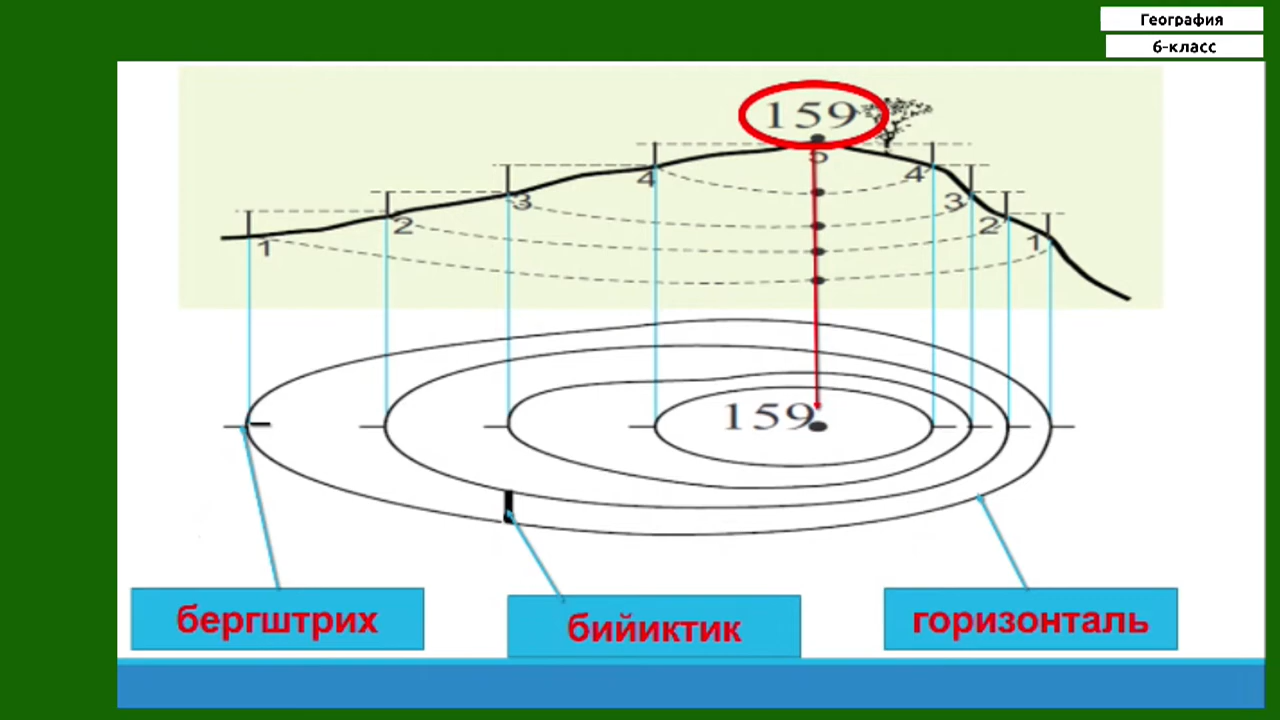 География
6-класс
159
5
4 4
3 3
2 2
1 1
159
бергштрих
бийиктик
горизонталь